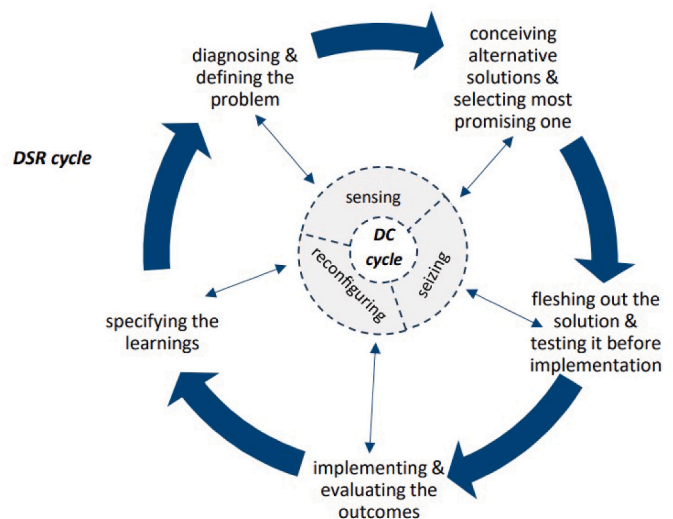 diagnosing &
defining the
problem
conceiving
alternative
solutions &
selecting most
promising one
DSR cycle
sensing
DC
cycle
seizing
reconfiguring
fleshing out the
solution &
testing it before
implementation
specifying the
learnings
implementing &
evaluating the
outcomes